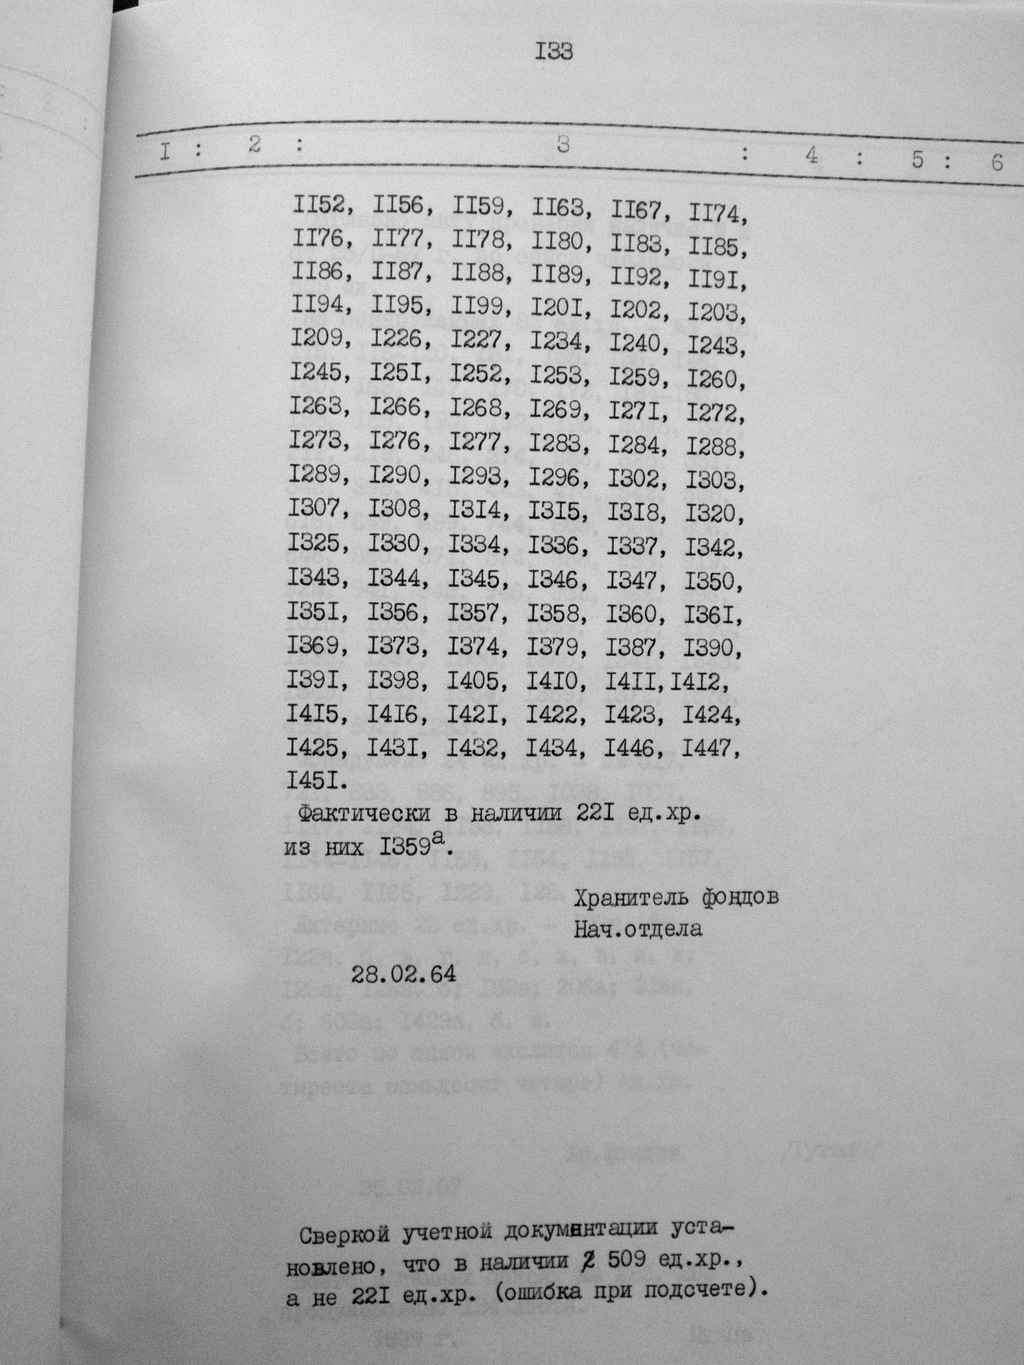 I33
I : 2 : 3 : 4 : 5 : 6
II52, II56, II59, II63, II67, II74,
II76, II77, II78, II80, II83, II85,
II86, II87, II88, II89, II92, II9I,
II94, II95, II99, I20I, I202, I203,
I209, I226, I227, I234, I240, I243,
I245, I25I, I252, I253, I259, I260,
I263, I266, I268, I269, I27I, I272,
I273, I276, I277, I283, I284, I288,
I289, I290, I293, I296, I302, I303,
I307, I308, I3I4, I3I5, I3I8, I320,
I325, I330, I334, I336, I337, I342,
I343, I344, I345, I346, I347, I350,
I35I, I356, I357, I358, I360, I36I,
I369, I373, I374, I379, I387, I390,
I39I, I398, I405, I4I0, I4II, I4I2,
I4I5, I4I6, I42I, I422, I423, I424,
I425, I43I, I432, I434, I446, I447,
I45I.
Фактически в наличии 22I ед.хр.
из них I359а.
Хранитель фондов
Нач.отдела
28.02.64
Сверкой учетной документации уста-
новлено, что в наличии 509 ед.хр.,
а не 22I ед.хр. (ошибка при подсчете).